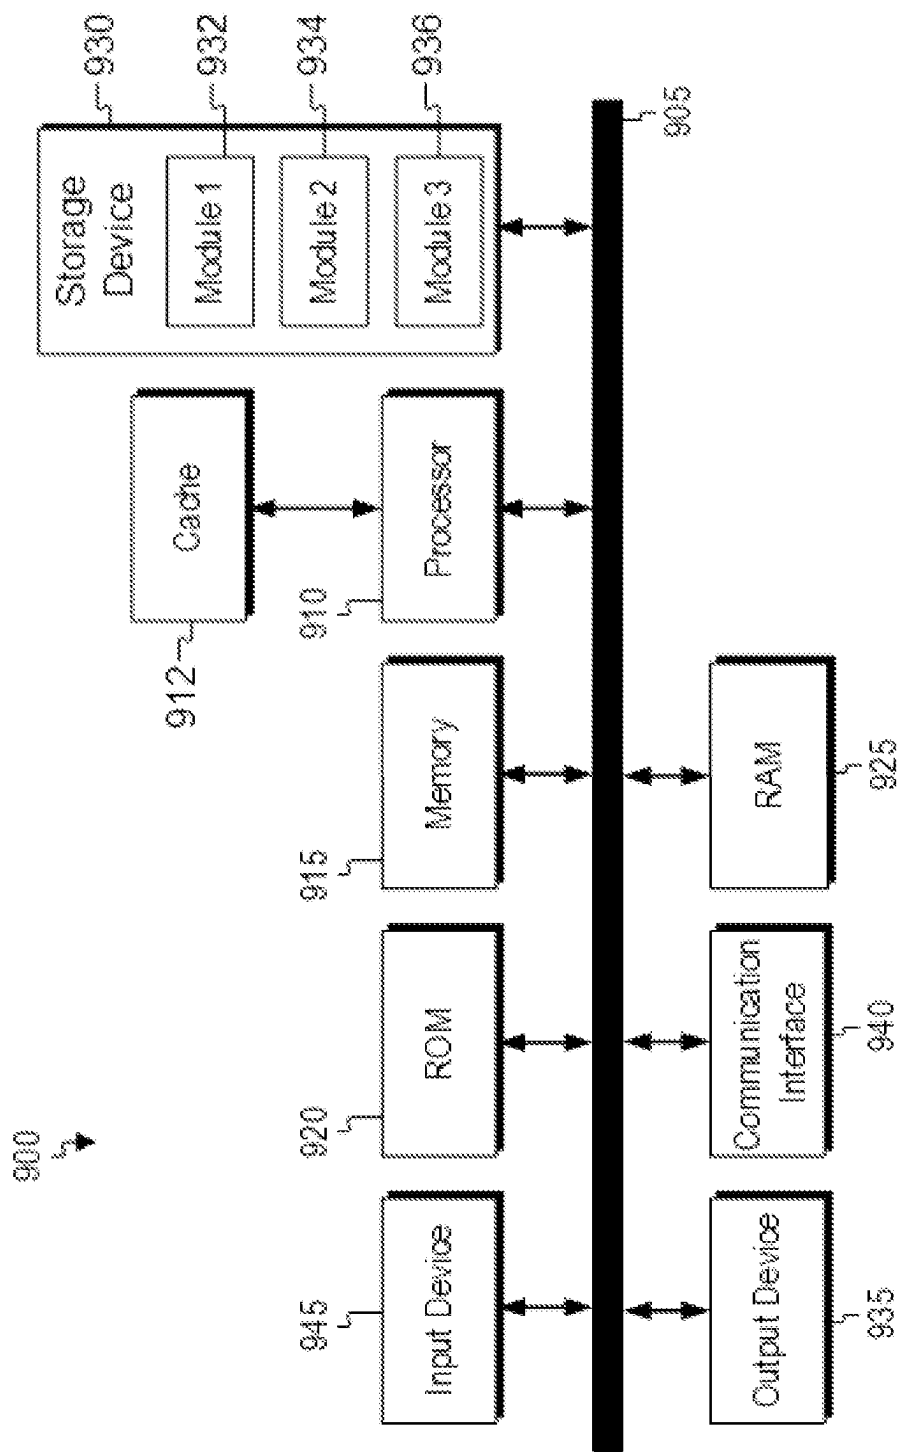 900
945
Input Device
920
ROM
915
Memory
910
Processor
912
Cache
Storage
Device
930
Module 1
932
Module 2
934
Module 3
936
905
Output Device
935
Communication
Interface
940
RAM
925